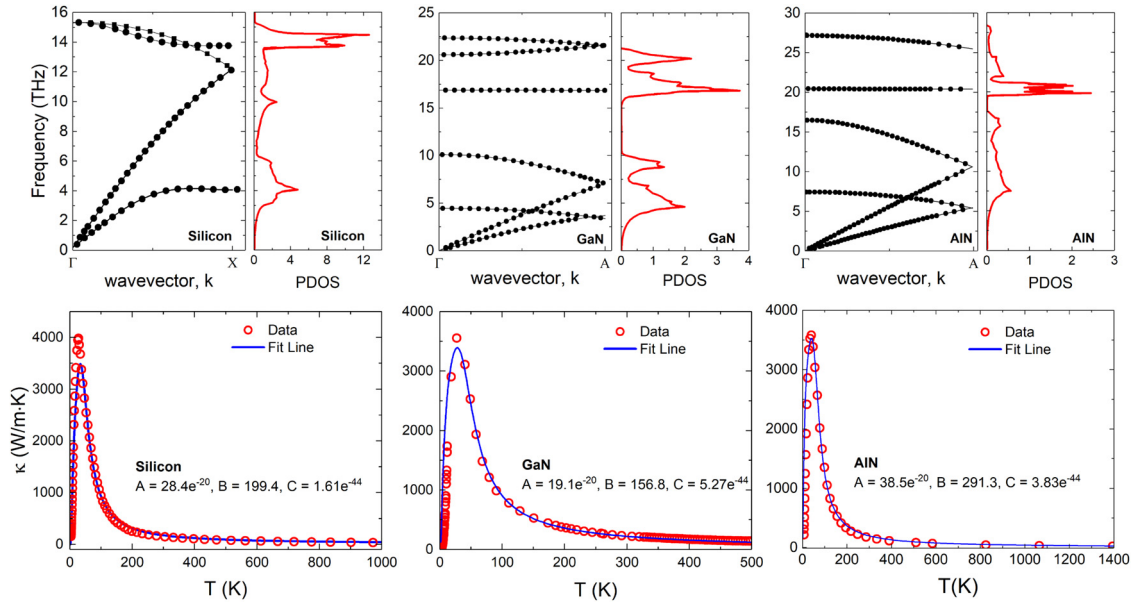 16
14
12
10
8
6
4
2
0
Frequency (THz)
Γ
X
wavevector, k
Silicon
0 4 8 12
PDOS
Silicon
25
20
15
10
5
0
Γ
A
wavevector, k
GaN
0 1 2 3 4
PDOS
GaN
30
25
20
15
10
5
0
Γ
A
wavevector, k
AlN
0 1 2 3
PDOS
AlN
4000
3000
2000
1000
0
κ (W/m·K)
Data
Fit Line
Silicon
A = 28.4e⁻²⁰, B = 199.4, C = 1.61e⁻⁴⁴
0 200 400 600 800 1000
T (K)
4000
3000
2000
1000
0
Data
Fit Line
GaN
A = 19.1e⁻²⁰, B = 156.8, C = 5.27e⁻⁴⁴
0 100 200 300 400 500
T (K)
4000
3000
2000
1000
0
Data
Fit Line
AlN
A = 38.5e⁻²⁰, B = 291.3, C = 3.83e⁻⁴⁴
0 200 400 600 800 1000 1200 1400
T(K)